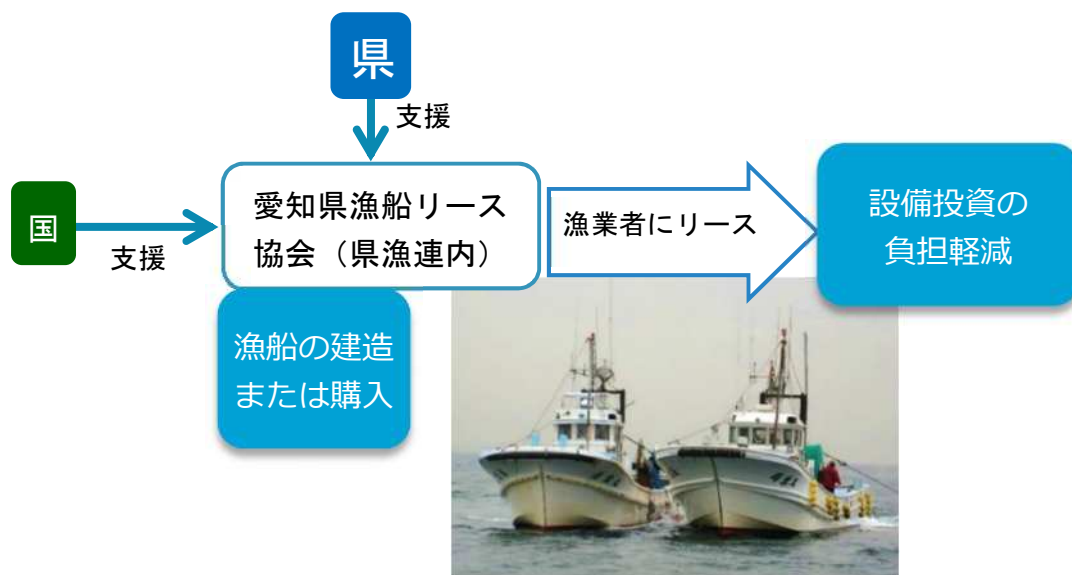 県
支援
国
支援
愛知県漁船リース
協会（県漁連内）
漁業者にリース
設備投資の
負担軽減
漁船の建造
または購入